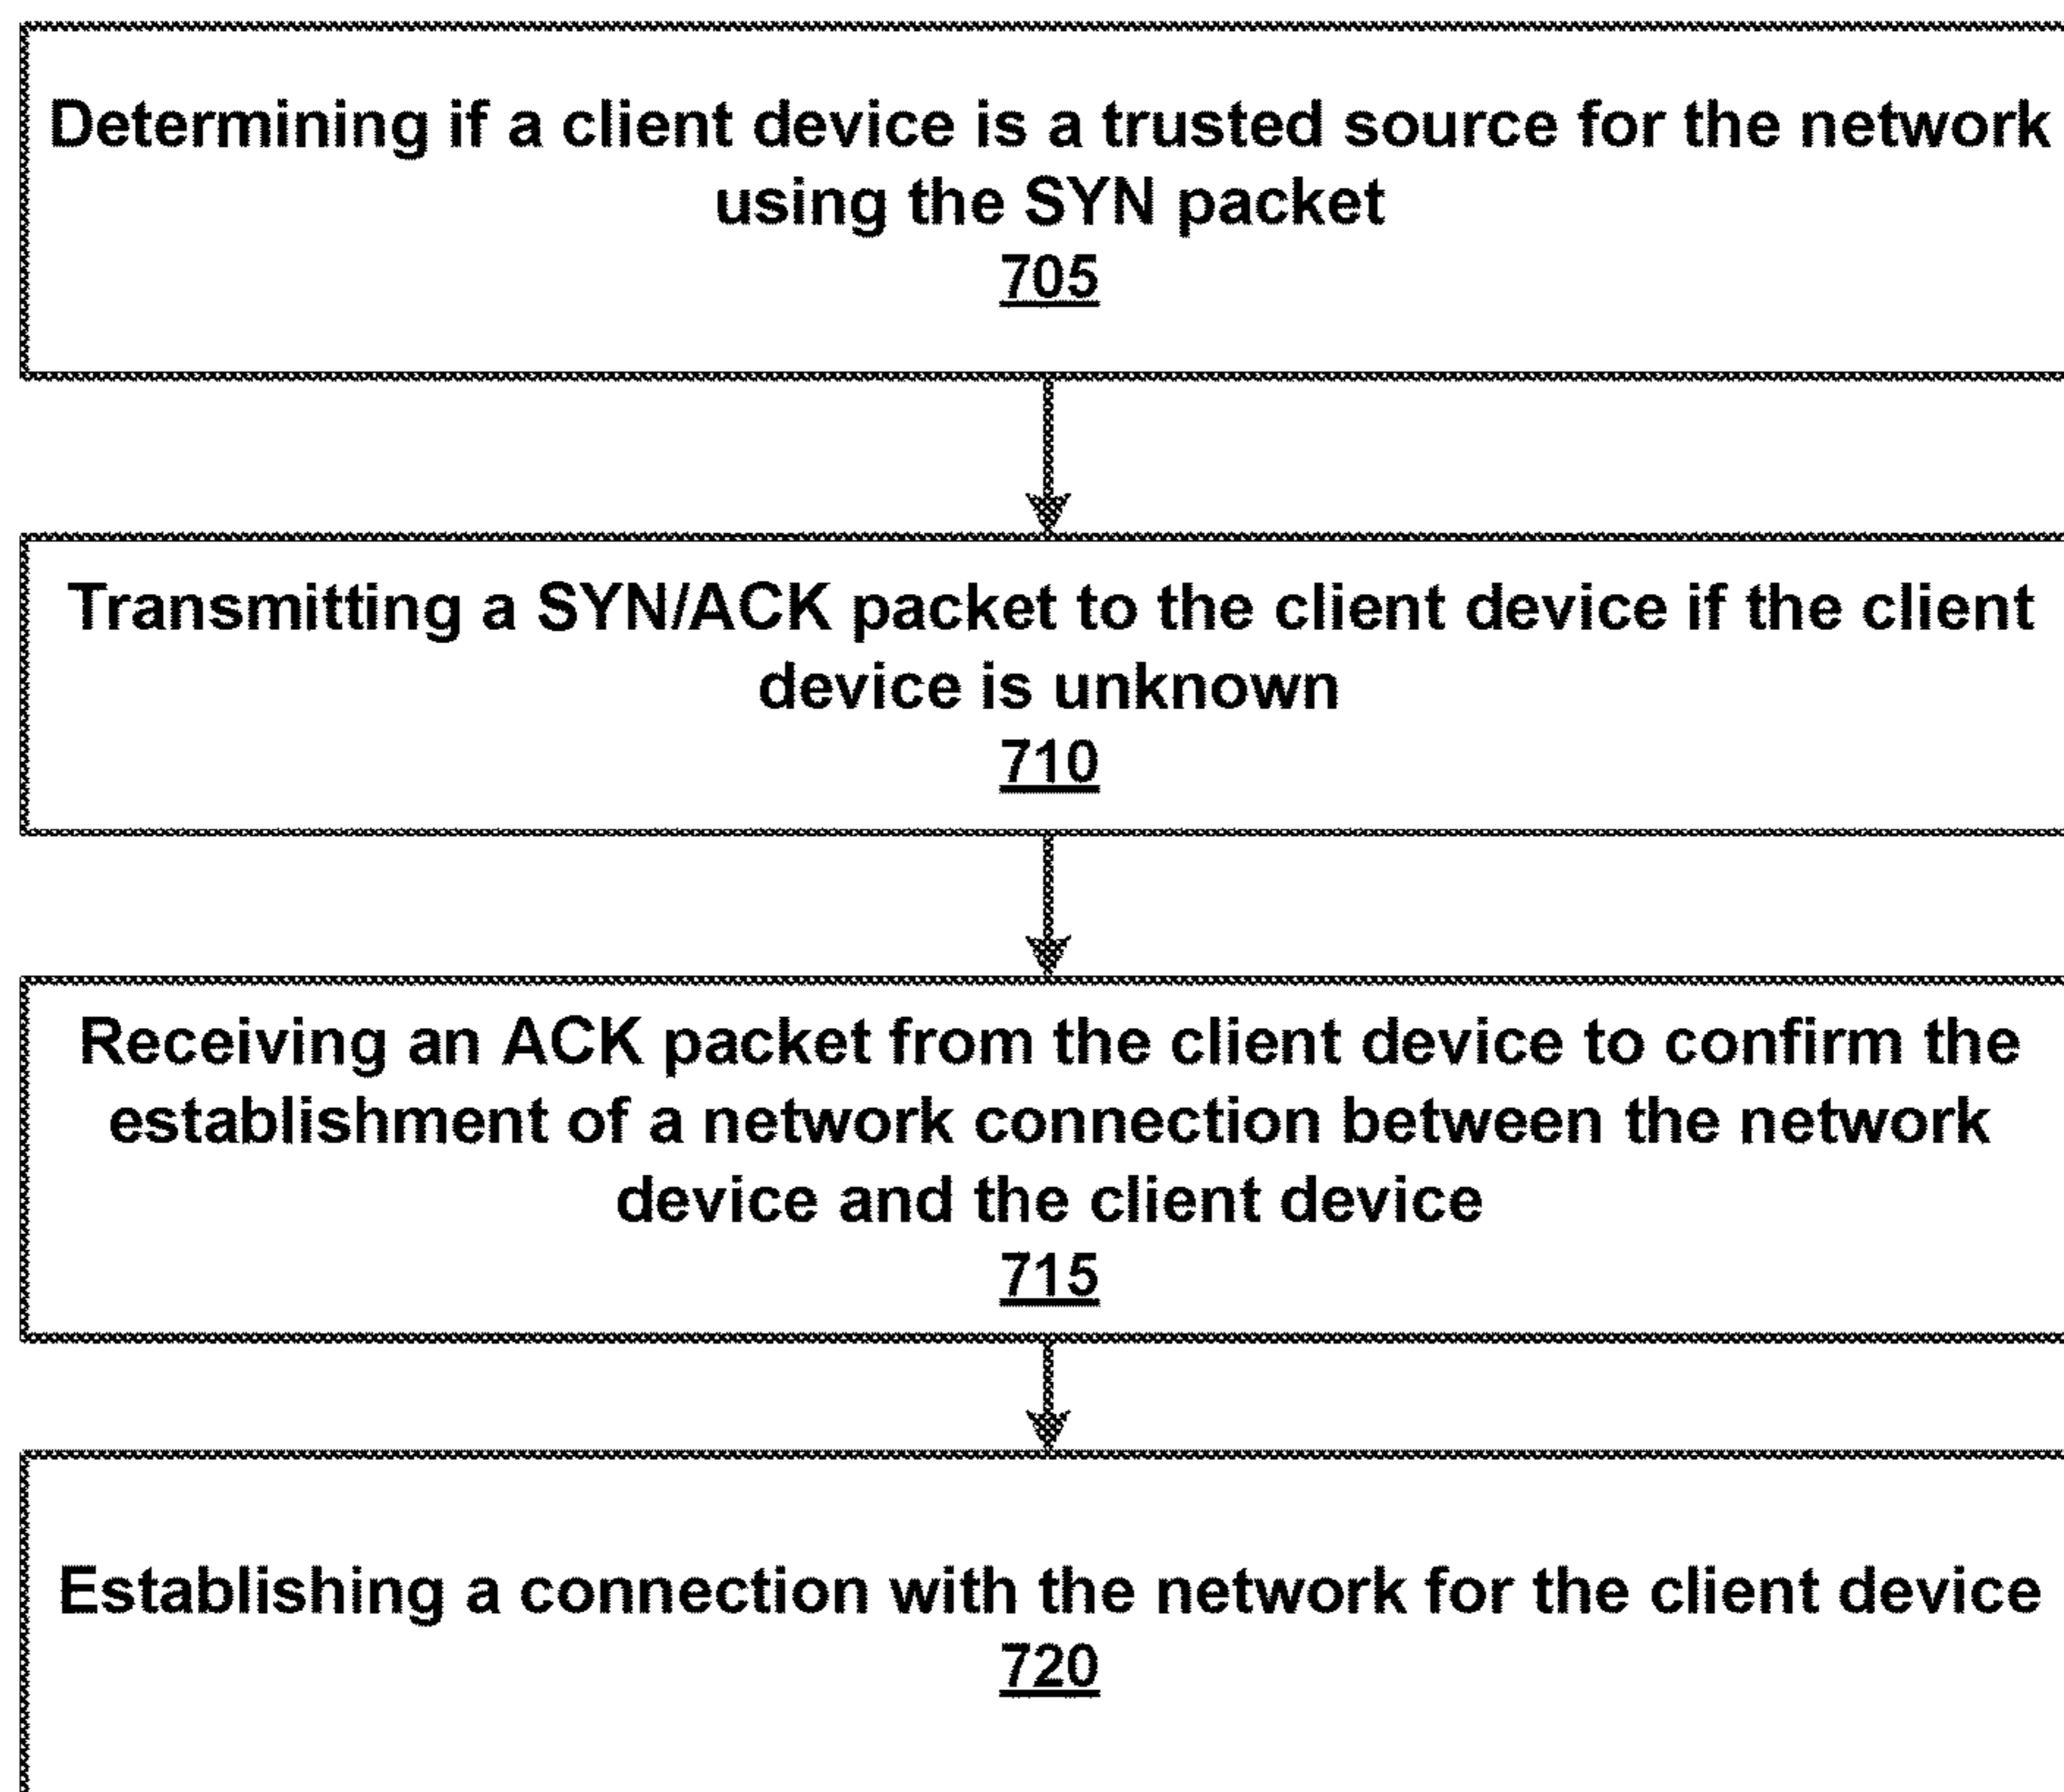 Determining if a client device is a trusted source for the network
using the SYN packet
705
Transmitting a SYN/ACK packet to the client device if the client
device is unknown
710
Receiving an ACK packet from the client device to confirm the
establishment of a network connection between the network
device and the client device
715
Establishing a connection with the network for the client device
720